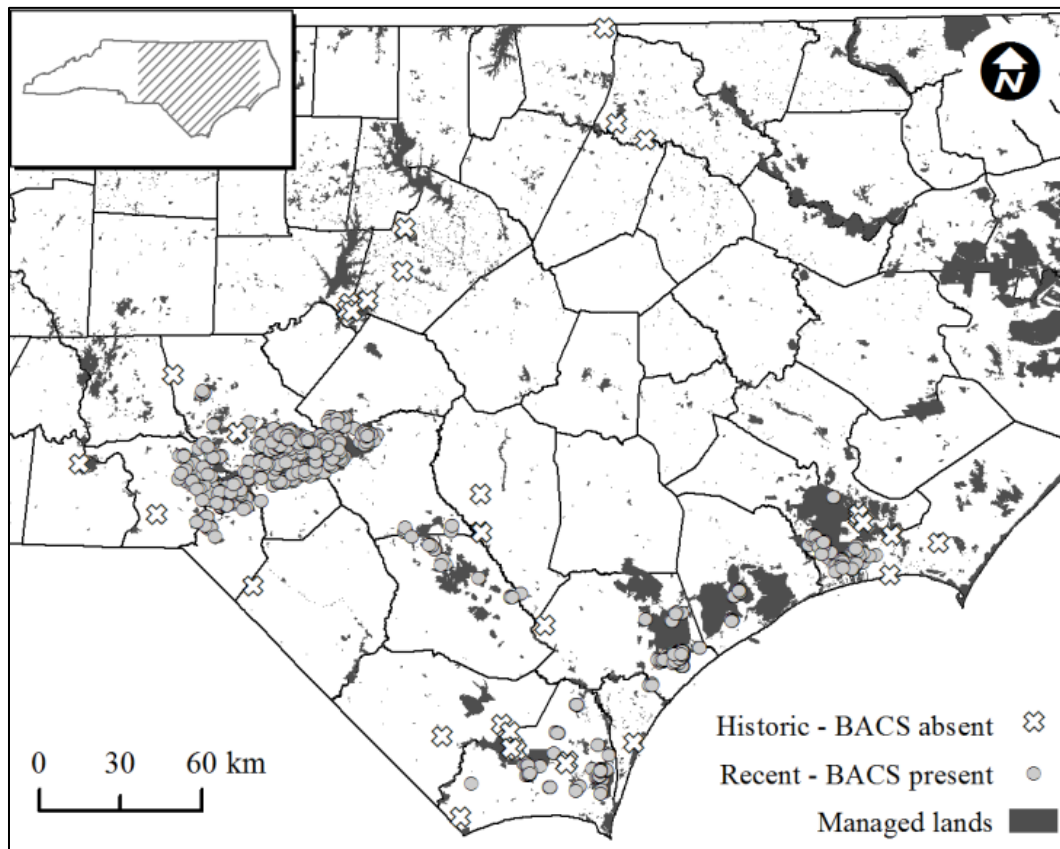 N
Historic - BACS absent
Recent - BACS present
Managed lands
0 30 60 km